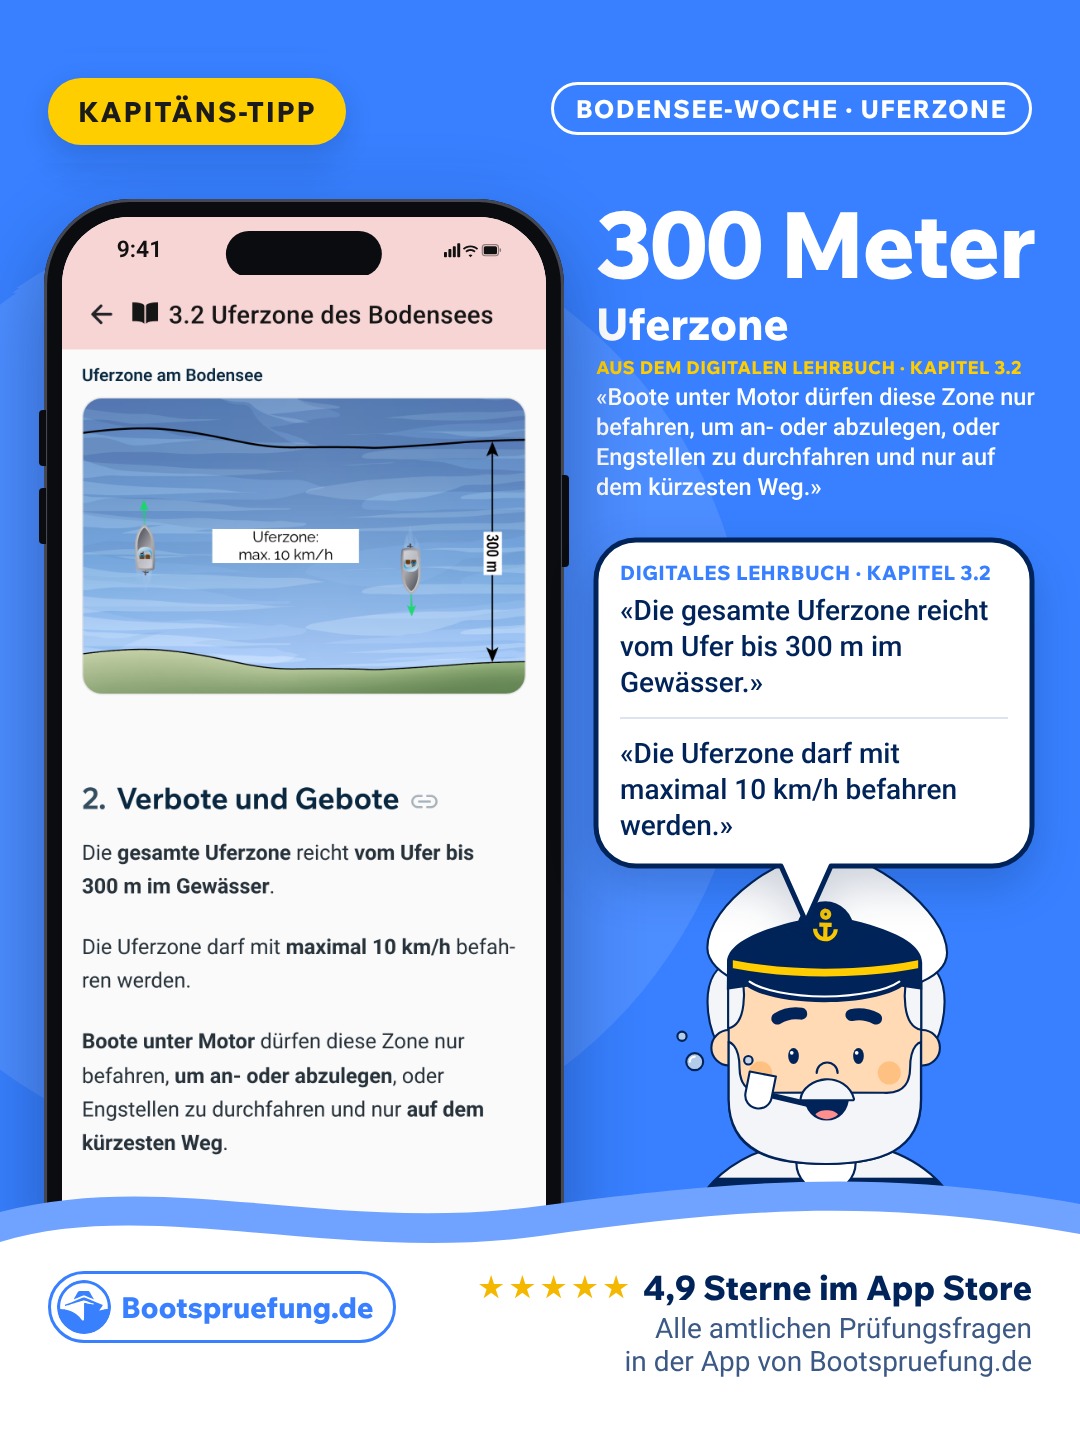 KAPITÄNS-TIPP
BODENSEE-WOCHE · UFERZONE
9:41
3.2 Uferzone des Bodensees
Uferzone am Bodensee
Uferzone:
max. 10 km/h
300 m
2. Verbote und Gebote
Die gesamte Uferzone reicht vom Ufer bis
300 m im Gewässer.
Die Uferzone darf mit maximal 10 km/h befah-
ren werden.
Boote unter Motor dürfen diese Zone nur
befahren, um an- oder abzulegen, oder
Engstellen zu durchfahren und nur auf dem
kürzesten Weg.
300 Meter
Uferzone
AUS DEM DIGITALEN LEHRBUCH · KAPITEL 3.2
«Boote unter Motor dürfen diese Zone nur
befahren, um an- oder abzulegen, oder
Engstellen zu durchfahren und nur auf
dem kürzesten Weg.»
DIGITALES LEHRBUCH · KAPITEL 3.2
«Die gesamte Uferzone reicht
vom Ufer bis 300 m im
Gewässer.»
«Die Uferzone darf mit
maximal 10 km/h befahren
werden.»
Bootspruefung.de
★★★★★ 4,9 Sterne im App Store
Alle amtlichen Prüfungsfragen
in der App von Bootspruefung.de